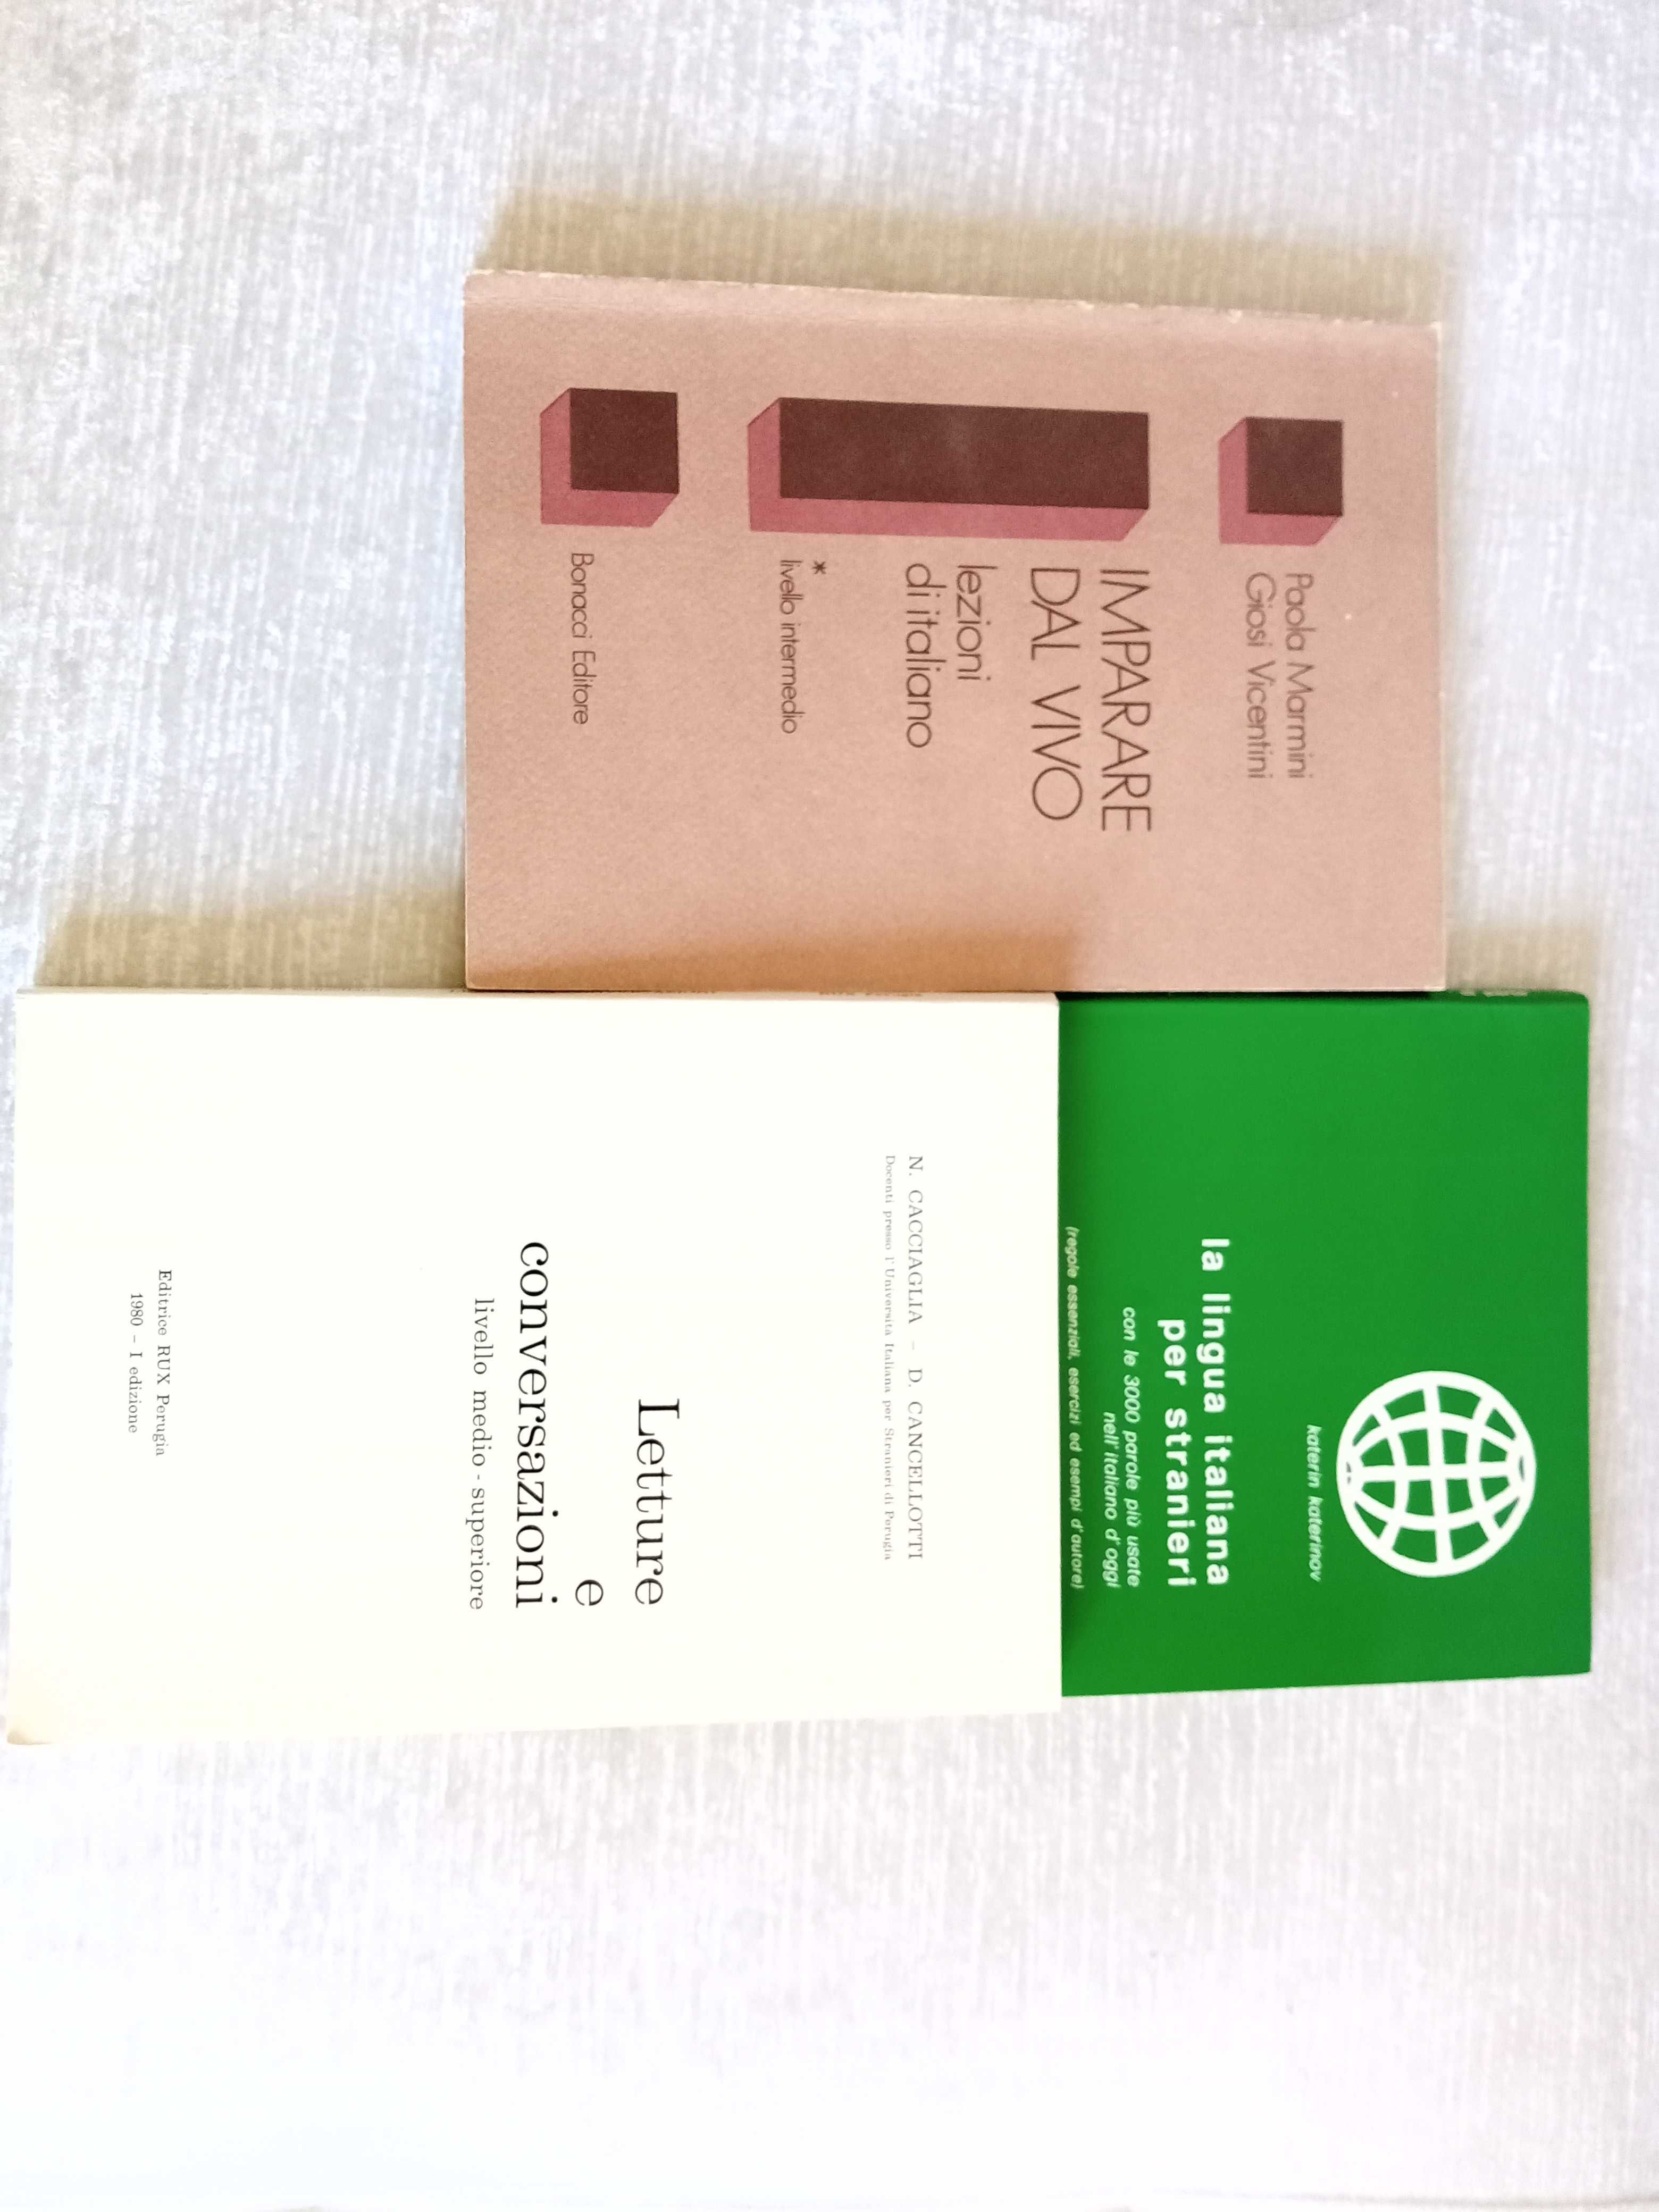 Paola Marmini
Giosi Vicentini
IMPARARE
DAL VIVO
lezioni
di italiano
*
livello intermedio
Bonacci Editore
katerin katerinov
la lingua italiana
per stranieri
con le 3000 parole più usate
nell'italiano d'oggi
(regole essenziali, esercizi ed esempi d'autore)
N. CACCIAGLIA – D. CANCELLOTTI
Docenti presso l'Università Italiana per Stranieri di Perugia
Letture
e
conversazioni
livello medio - superiore
Editrice RUX Perugia
1980 – I edizione